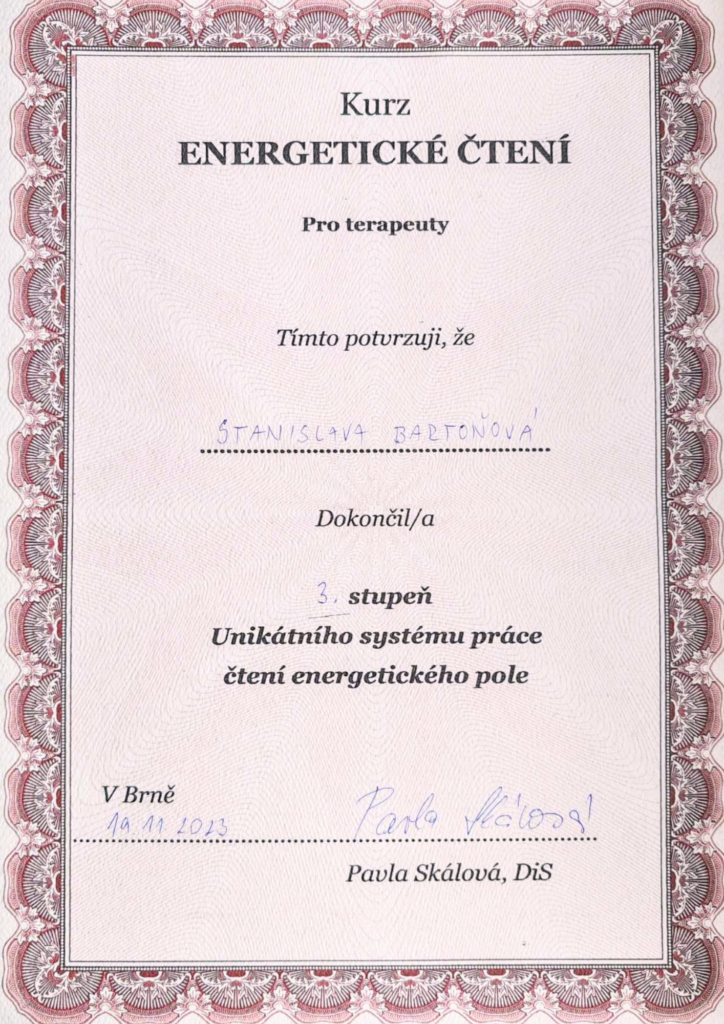 Kurz
ENERGETICKÉ ČTENÍ
Pro terapeuty
Tímto potvrzuji, že
STANISLAVA BARTOŇOVÁ
Dokončil/a
3. stupeň
Unikátního systému práce
čtení energetického pole
V Brně
19.11 2023
Pavla Skálová
Pavla Skálová, DiS